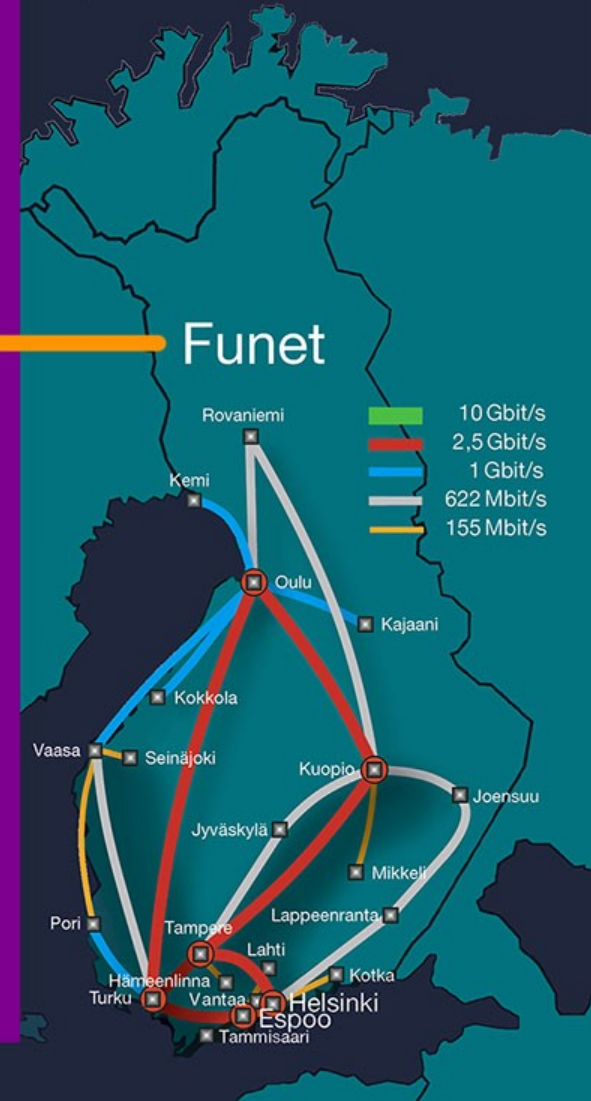 Funet
Rovaniemi
10 Gbit/s
2,5 Gbit/s
1 Gbit/s
622 Mbit/s
155 Mbit/s
Kemi
Oulu
Kajaani
Kokkola
Vaasa
Seinäjoki
Kuopio
Joensuu
Jyväskylä
Mikkeli
Lappeenranta
Pori
Tampere
Lahti
Kotka
Hämeenlinna
Turku
Vantaa
Helsinki
Espoo
Tammisaari